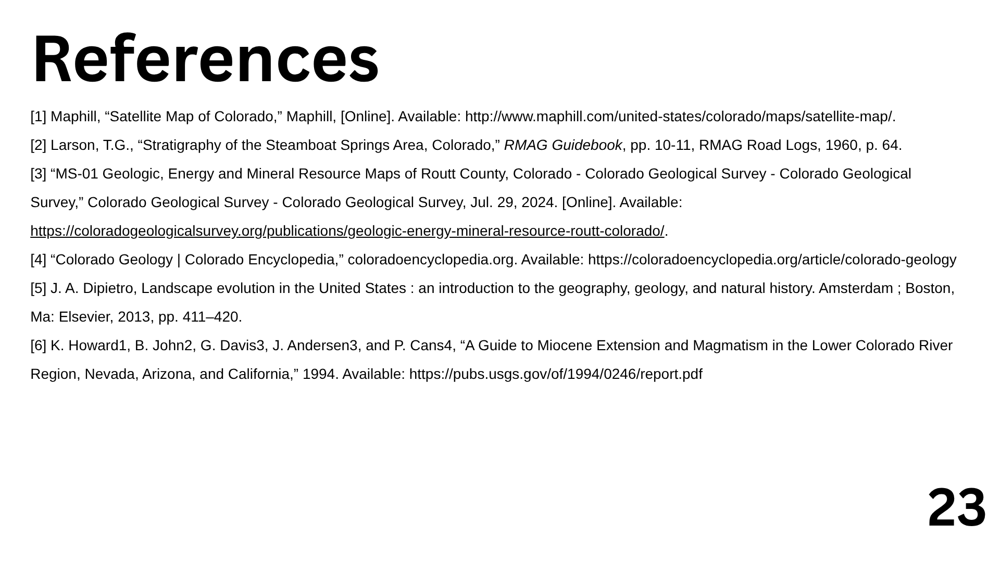 References
[1] Maphill, “Satellite Map of Colorado,” Maphill, [Online]. Available: http://www.maphill.com/united-states/colorado/maps/satellite-map/.
[2] Larson, T.G., “Stratigraphy of the Steamboat Springs Area, Colorado,” RMAG Guidebook, pp. 10-11, RMAG Road Logs, 1960, p. 64.
[3] “MS-01 Geologic, Energy and Mineral Resource Maps of Routt County, Colorado - Colorado Geological Survey - Colorado Geological
Survey,” Colorado Geological Survey - Colorado Geological Survey, Jul. 29, 2024. [Online]. Available:
https://coloradogeologicalsurvey.org/publications/geologic-energy-mineral-resource-routt-colorado/.
[4] “Colorado Geology | Colorado Encyclopedia,” coloradoencyclopedia.org. Available: https://coloradoencyclopedia.org/article/colorado-geology
[5] J. A. Dipietro, Landscape evolution in the United States : an introduction to the geography, geology, and natural history. Amsterdam ; Boston,
Ma: Elsevier, 2013, pp. 411–420.
[6] K. Howard1, B. John2, G. Davis3, J. Andersen3, and P. Cans4, “A Guide to Miocene Extension and Magmatism in the Lower Colorado River
Region, Nevada, Arizona, and California,” 1994. Available: https://pubs.usgs.gov/of/1994/0246/report.pdf
23